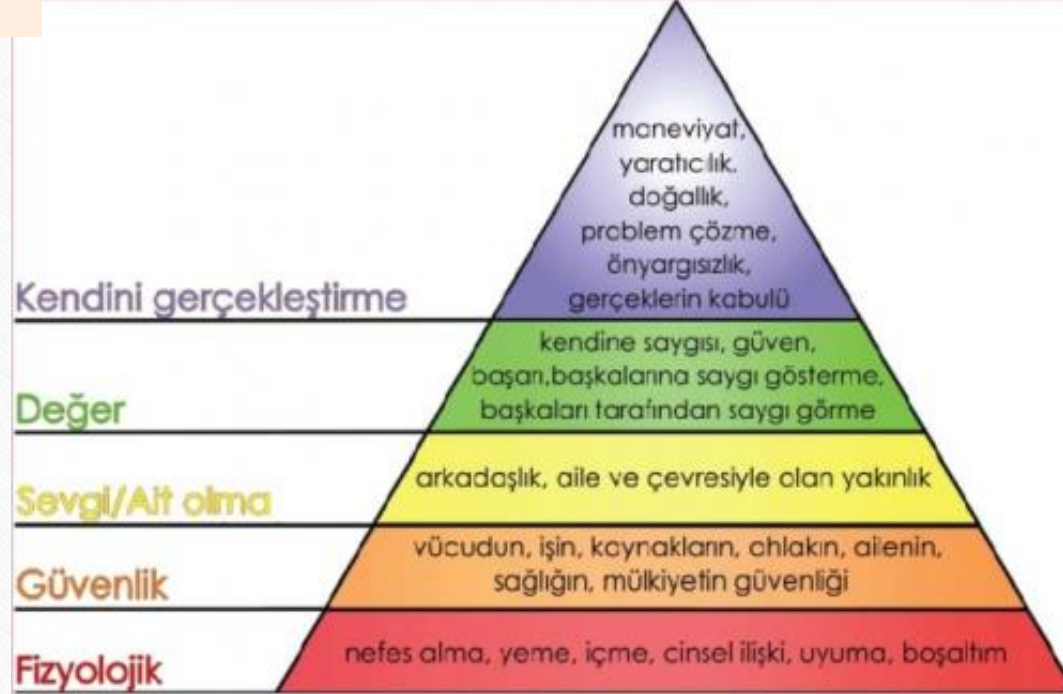 maneviyat,
yaratıcılık.
doğallık,
problem çözme,
önyargısızlık,
gerçeklerin kabulü
Kendini gerçekleştirme
kendine saygısı, güven,
başarı,başkalarına saygı gösterme,
başkaları tarafından saygı görme
Değer
arkadaşlık, aile ve çevresiyle olan yakınlık
Sevgi/Ait olma
vücudun, işin, kaynakların, ahlakın, ailenin,
sağlığın, mülkiyetin güvenliği
Güvenlik
nefes alma, yeme, içme, cinsel ilişki, uyuma, boşaltım
Fizyolojik